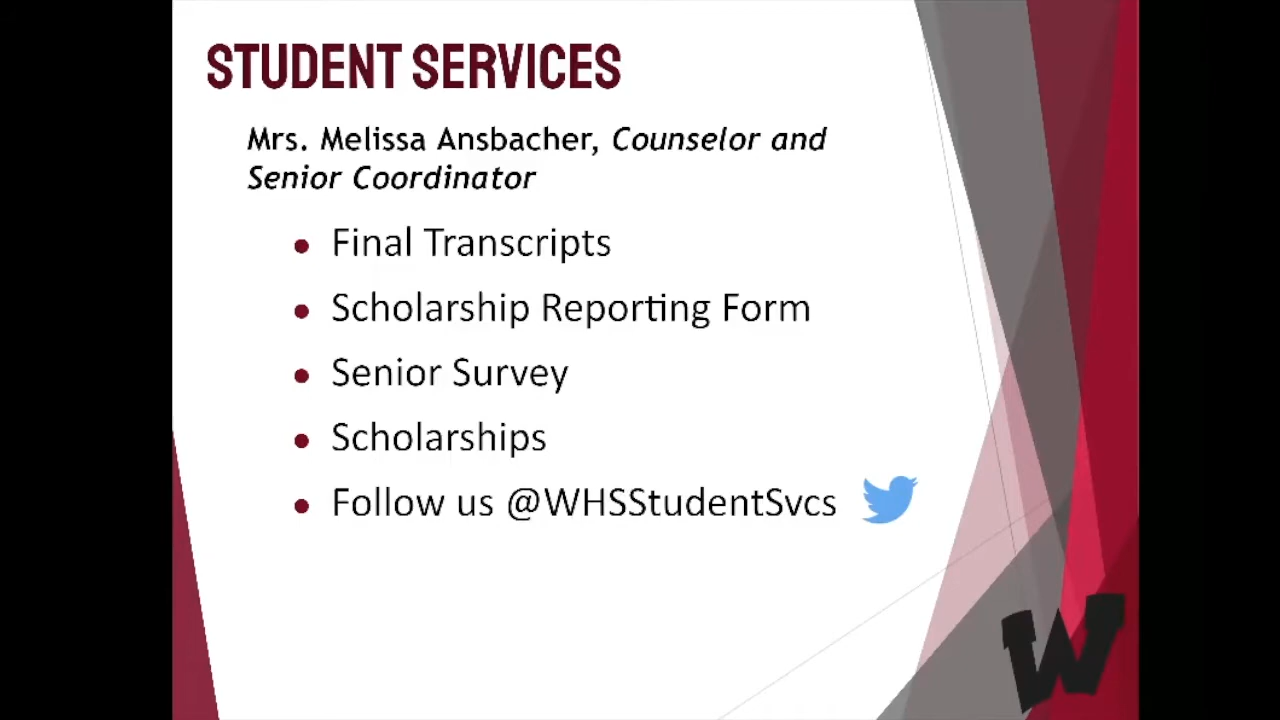 STUDENT SERVICES
Mrs. Melissa Ansbacher, Counselor and
Senior Coordinator
• Final Transcripts
• Scholarship Reporting Form
• Senior Survey
• Scholarships
• Follow us @WHSStudentSvcs
W